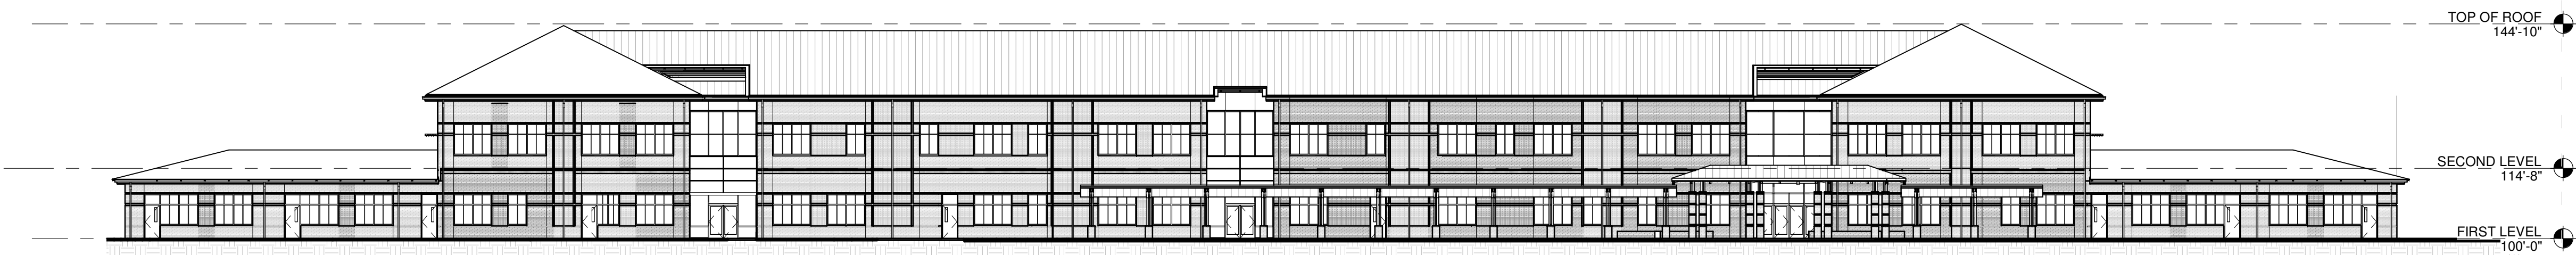 TOP OF ROOF
144'-10"
SECOND LEVEL
114'-8"
FIRST LEVEL
100'-0"